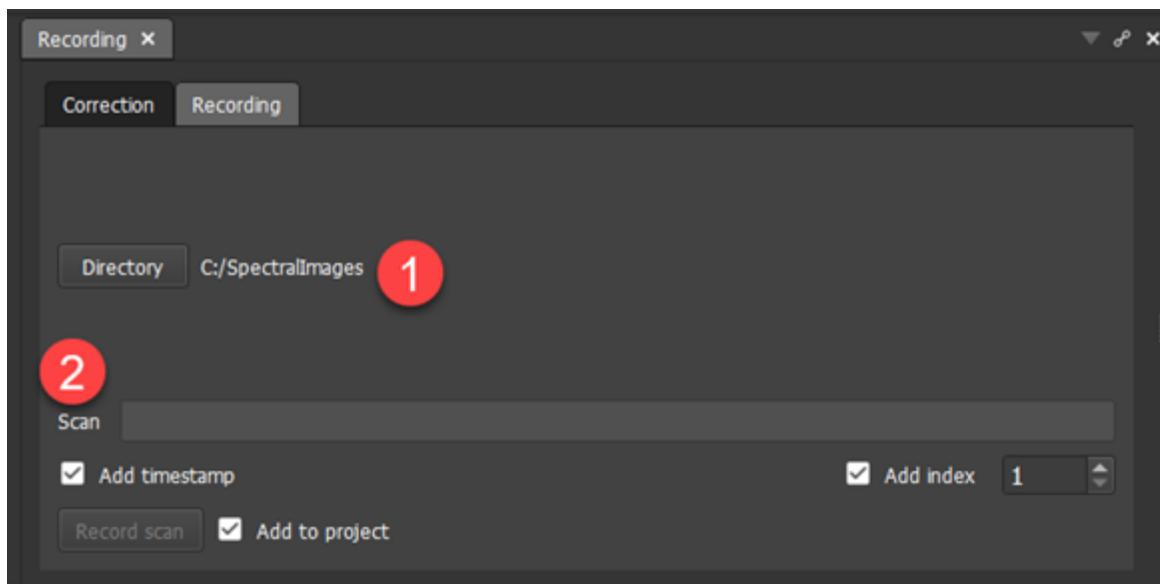 Recording
Correction Recording
Directory C:/SpectralImages 1
2
Scan
Add timestamp Add index 1
Record scan Add to project